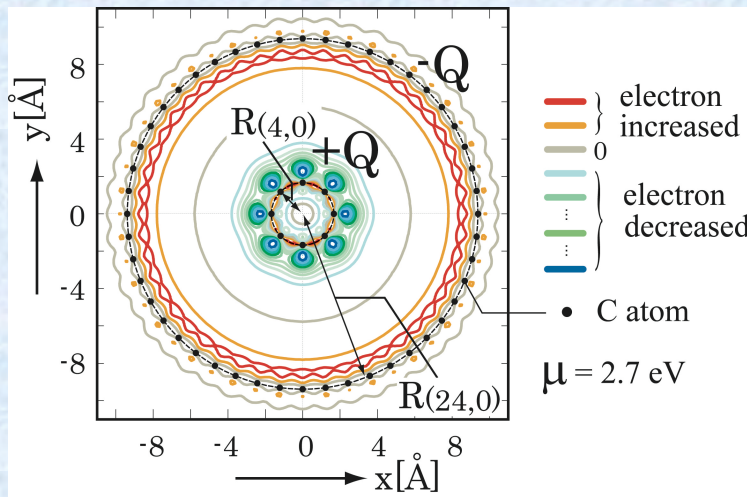 8
4
0
-4
-8
y[Å]
-8
-4
0
4
8
x[Å]
-Q
+Q
R(4,0)
R(24,0)
electron
increased
0
electron
decreased
C atom
μ = 2.7 eV